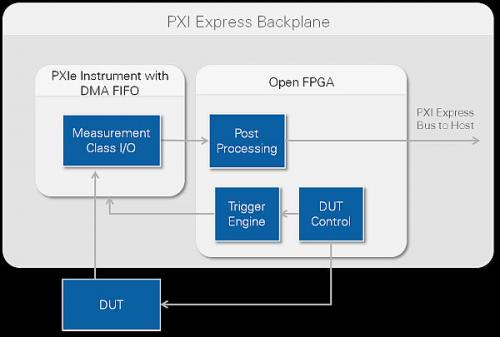 PXI Express Backplane
PXIe Instrument with
DMA FIFO
Open FPGA
Measurement
Class I/O
Post
Processing
PXI Express
Bus to Host
Trigger
Engine
DUT
Control
DUT